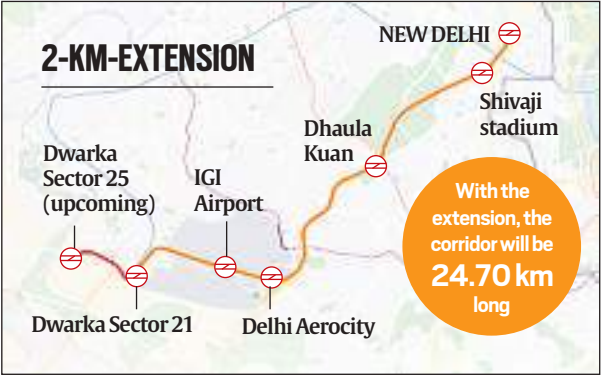 2-KM-EXTENSION
NEW DELHI
Shivaji
stadium
Dhaula
Kuan
Dwarka
Sector 25
(upcoming)
IGI
Airport
With the
extension, the
corridor will be
24.70 km
long
Dwarka Sector 21
Delhi Aerocity